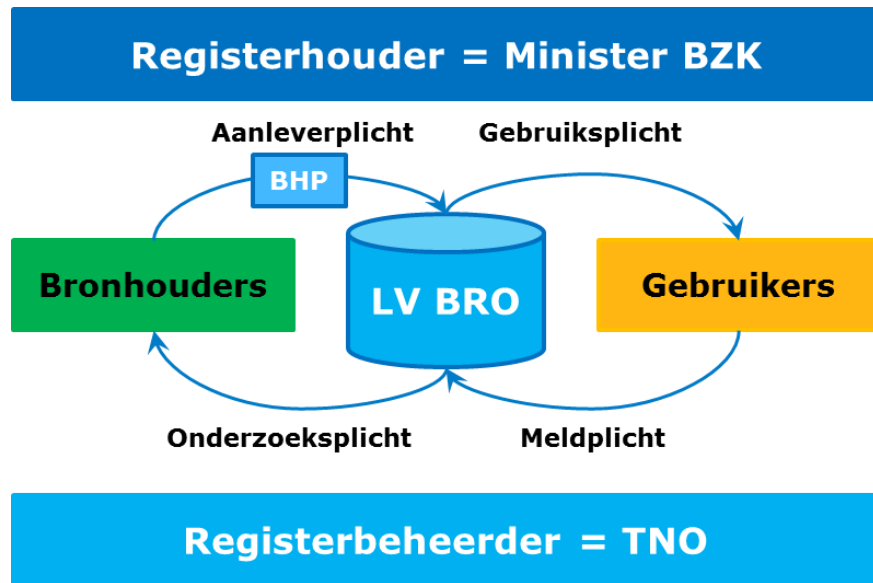 Registerhouder = Minister BZK
Aanleverplicht
Gebruiksplicht
BHP
Bronhouders
LV BRO
Gebruikers
Onderzoeksplicht
Meldplicht
Registerbeheerder = TNO